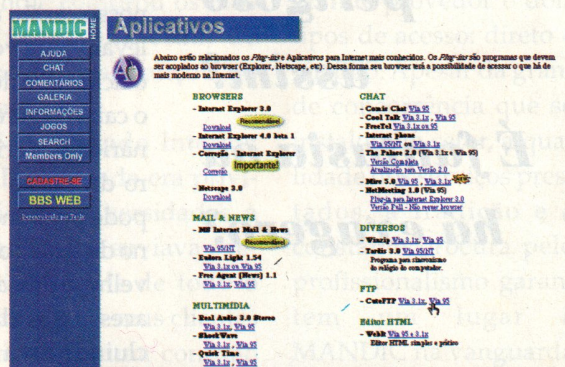 MANDIC
HOME
AJUDA
CHAT
COMENTÁRIOS
GALERIA
INFORMAÇÕES
JOGOS
SEARCH
Members Only
CADASTRE-SE
BBS WEB
Aplicativos
Abaixo estão relacionados os Plug-ins e Aplicativos para Internet mais conhecidos. Os Plug-ins são programas que devem
ser acoplados ao browser (Explorer, Netscape, etc). Dessa forma seu browser terá a possibilidade de acessar o que há de
mais moderno na Internet.
BROWSERS
- Internet Explorer 3.0
Recomendável
Download
- Internet Explorer 4.0 beta 1
Download
- Correção - Internet Explorer
Importante!
Correção
- Netscape 3.0
Download
MAIL & NEWS
- MS Internet Mail & News
Recomendável
Via 95/NT
- Eudora Light 1.54
Via 3.1x ou Via 95
- Free Agent [News] 1.1
Via 3.1x, Via 95
MULTIMÍDIA
- Real Audio 3.0 Stereo
Via 3.1x, Via 95
- ShockWave
Via 3.1x, Via 95
- Quick Time
Via 3.1x, Via 95
CHAT
- Comic Chat Via 95
- Cool Talk Via 3.1x, Via 95
- FreeTel Via 3.1x ou 95
- Internet phone
Via 95/NT ou Via 3.1x
- The Palace 2.0 (Via 3.1x e Via 95)
Versão Completa
Atualização para Versão 2.0
- Mirc 5.0 Via 95, Via 3.1x
- NetMeeting 1.0 (Via 95)
Plug-in para Internet Explorer 3.0
Versão Full - Não requer browser
DIVERSOS
- Winzip Via 3.1x, Via 95
- Tardis 3.0 Via 95/NT
Programa para sincronismo
do relógio do computador.
FTP
- CuteFTP Via 3.1x, Via 95
Editor HTML
- WebEdit Via 95 e 3.1x
Editor HTML simples e prático